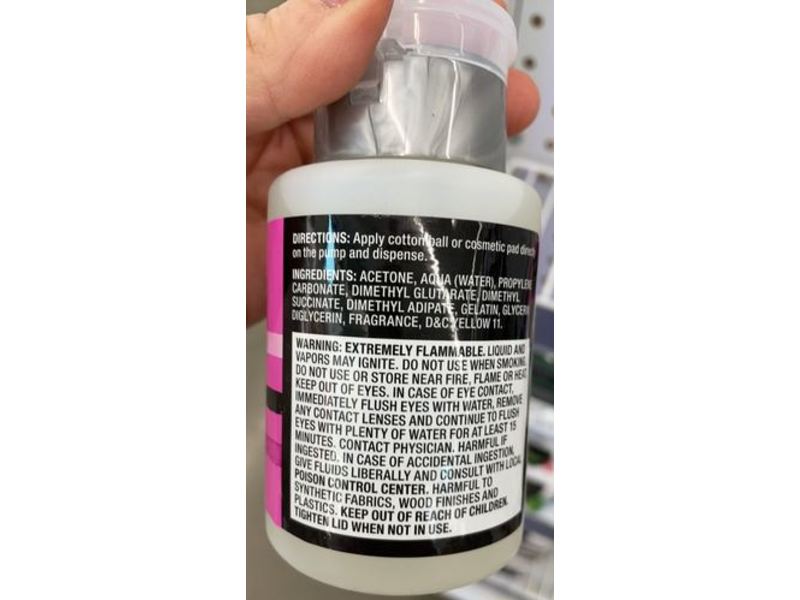 DIRECTIONS: Apply cotton ball or cosmetic pad directly
on the pump and dispense.
INGREDIENTS: ACETONE, AQUA (WATER), PROPYLENE
CARBONATE, DIMETHYL GLUTARATE, DIMETHYL
SUCCINATE, DIMETHYL ADIPATE, GELATIN, GLYCERIN,
DIGLYCERIN, FRAGRANCE, D&C YELLOW 11.
WARNING: EXTREMELY FLAMMABLE. LIQUID AND
VAPORS MAY IGNITE. DO NOT USE WHEN SMOKING.
DO NOT USE OR STORE NEAR FIRE, FLAME OR HEAT.
KEEP OUT OF EYES. IN CASE OF EYE CONTACT,
IMMEDIATELY FLUSH EYES WITH WATER, REMOVE
ANY CONTACT LENSES AND CONTINUE TO FLUSH
EYES WITH PLENTY OF WATER FOR AT LEAST 15
MINUTES. CONTACT PHYSICIAN. HARMFUL IF
INGESTED. IN CASE OF ACCIDENTAL INGESTION,
GIVE FLUIDS LIBERALLY AND CONSULT WITH LOCAL
POISON CONTROL CENTER. HARMFUL TO
SYNTHETIC FABRICS, WOOD FINISHES AND
PLASTICS. KEEP OUT OF REACH OF CHILDREN.
TIGHTEN LID WHEN NOT IN USE.